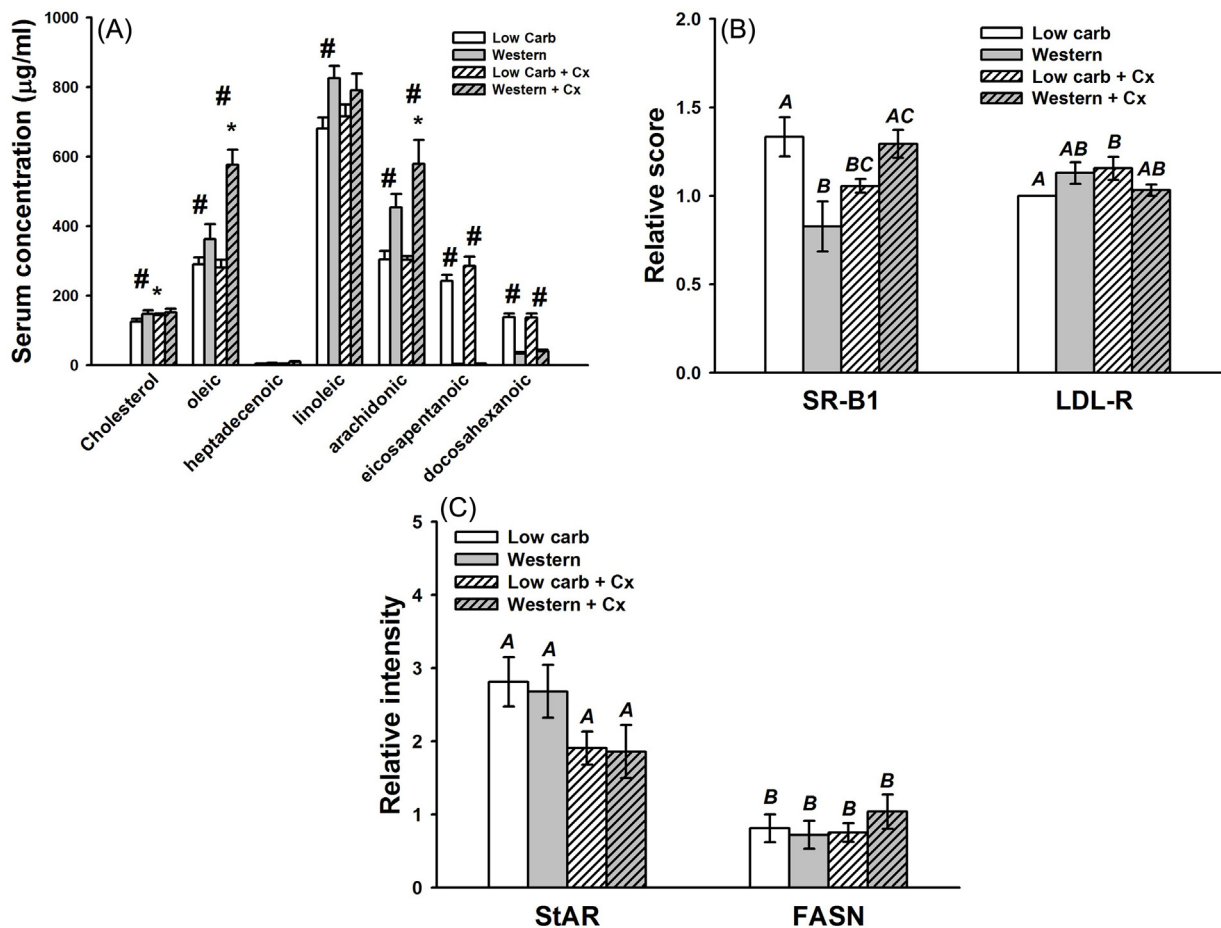 (A)
Serum concentration (µg/ml)
1000
800
600
400
200
0
Low Carb
Western
Low Carb + Cx
Western + Cx
# * # # * # # # * # # # #
Cholesterol
oleic
heptadecenoic
linoleic
arachidonic
eicosapentanoic
docosahexanoic
(B)
Relative score
2.0
1.5
1.0
0.5
0.0
Low carb
Western
Low carb + Cx
Western + Cx
A B BC AC A AB B AB
SR-B1 LDL-R
(C)
Relative intensity
5
4
3
2
1
0
Low carb
Western
Low carb + Cx
Western + Cx
A A A A B B B B
StAR FASN